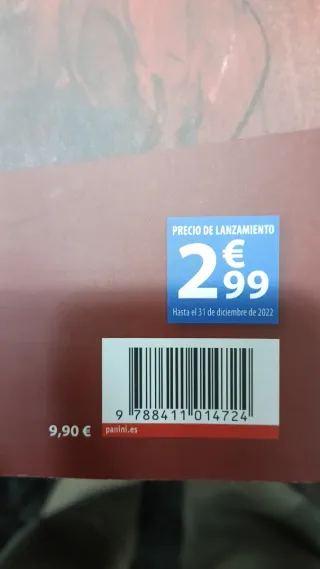 PRECIO DE LANZAMIENTO
2€99
Hasta el 31 de diciembre de 2022
9 788411 014724
9,90 €
panini.es